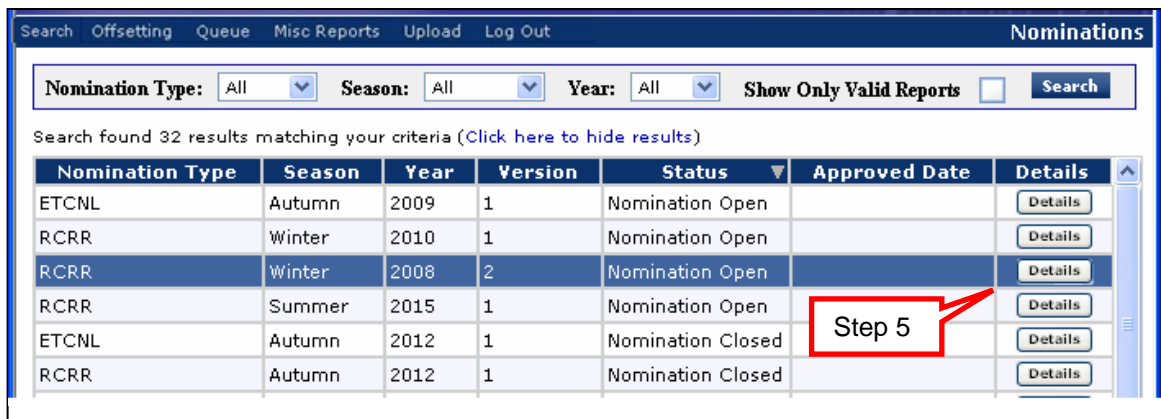 Search Offsetting Queue Misc Reports Upload Log Out Nominations
Nomination Type: All Season: All Year: All Show Only Valid Reports Search
Search found 32 results matching your criteria (Click here to hide results)
Nomination Type Season Year Version Status Approved Date Details
ETCNL Autumn 2009 1 Nomination Open Details
RCRR Winter 2010 1 Nomination Open Details
RCRR Winter 2008 2 Nomination Open Details
RCRR Summer 2015 1 Nomination Open Details
Step 5
ETCNL Autumn 2012 1 Nomination Closed Details
RCRR Autumn 2012 1 Nomination Closed Details